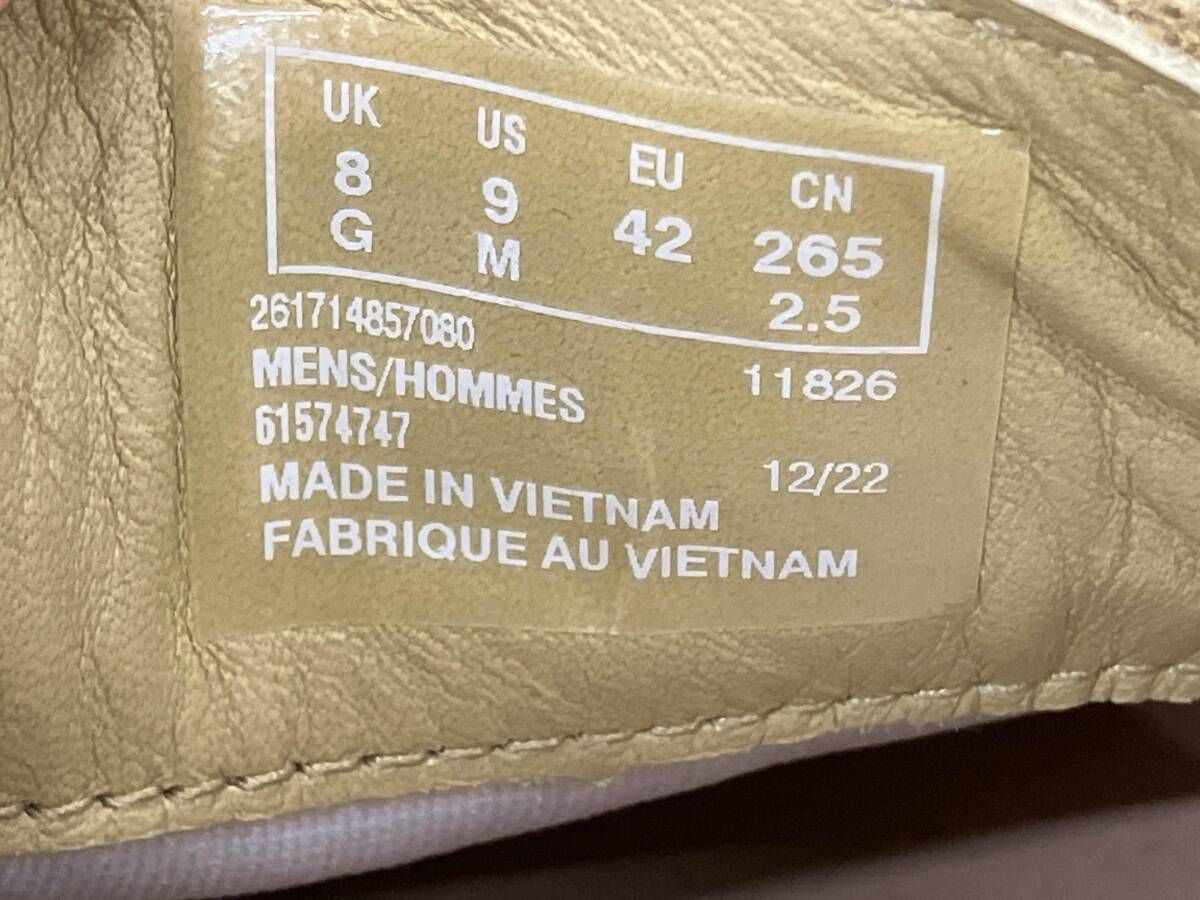 UK US EU CN
8 9 42 265
G M 2.5
261714857080
MENS/HOMMES 11826
61574747
MADE IN VIETNAM 12/22
FABRIQUE AU VIETNAM